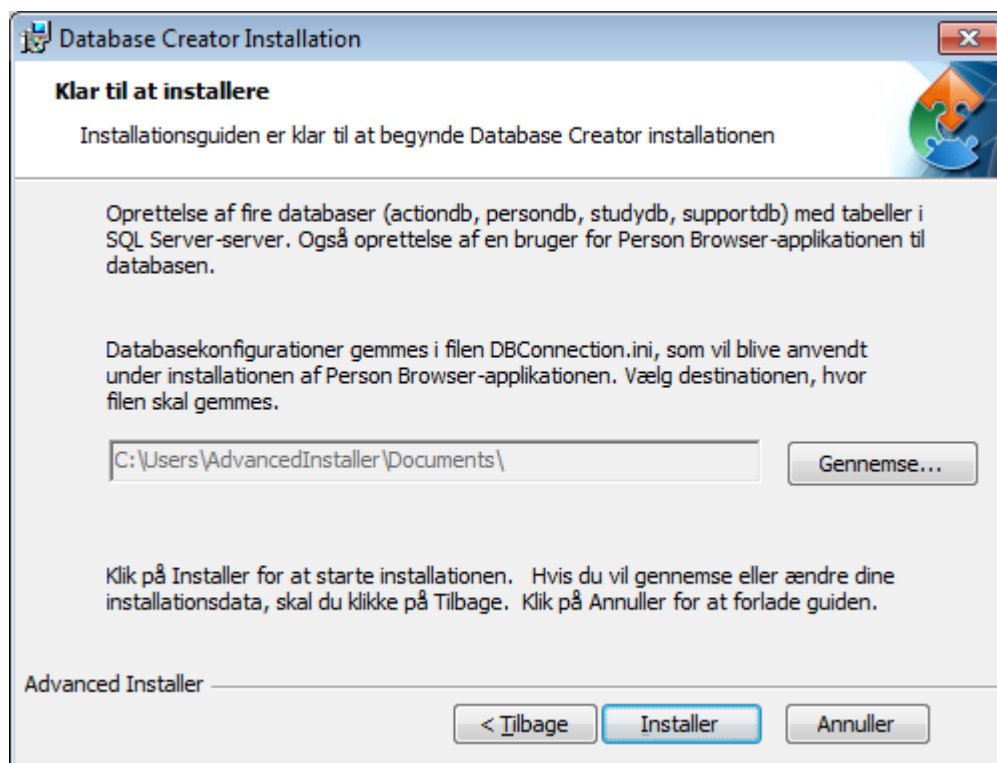 Database Creator Installation
Klar til at installere
Installationsguiden er klar til at begynde Database Creator installationen
Oprettelse af fire databaser (actiondb, persondb, studydb, supportdb) med tabeller i
SQL Server-server. Også oprettelse af en bruger for Person Browser-applikationen til
databasen.
Databasekonfigurationer gemmes i filen DBConnection.ini, som vil blive anvendt
under installationen af Person Browser-applikationen. Vælg destinationen, hvor
filen skal gemmes.
C:\Users\AdvancedInstaller\Documents\
Gennemse...
Klik på Installer for at starte installationen. Hvis du vil gennemse eller ændre dine
installationsdata, skal du klikke på Tilbage. Klik på Annuller for at forlade guiden.
Advanced Installer
< Tilbage
Installer
Annuller